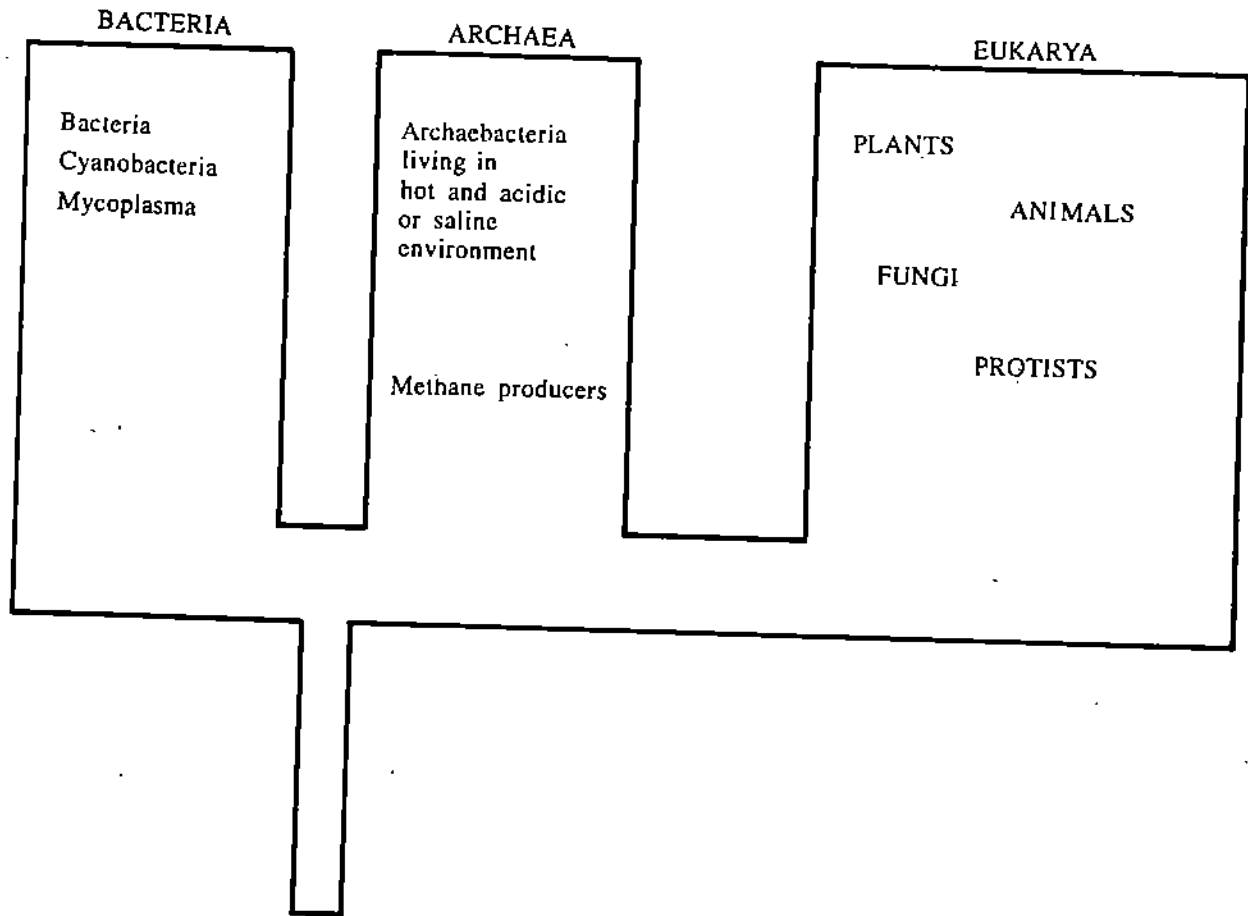 BACTERIA
Bacteria
Cyanobacteria
Mycoplasma
ARCHAEA
Archaebacteria
living in
hot and acidic
or saline
environment
Methane producers
EUKARYA
PLANTS
ANIMALS
FUNGI
PROTISTS